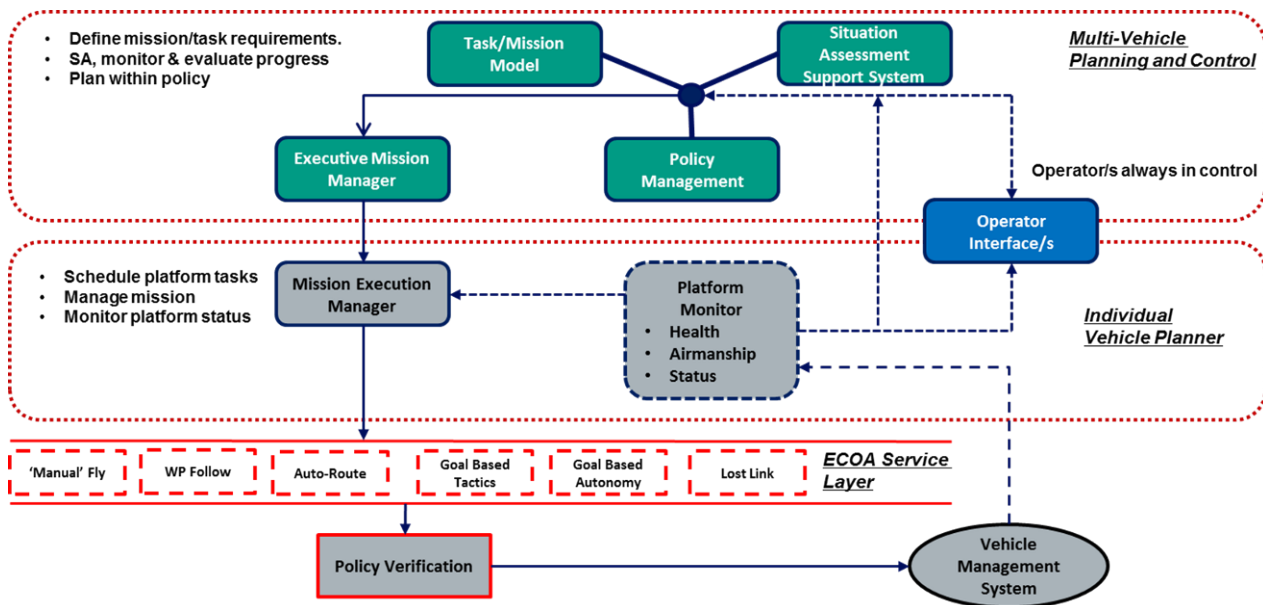 • Define mission/task requirements.
• SA, monitor & evaluate progress
• Plan within policy
Task/Mission
Model
Situation
Assessment
Support System
Multi-Vehicle
Planning and Control
Executive Mission
Manager
Policy
Management
Operator/s always in control
Operator
Interface/s
• Schedule platform tasks
• Manage mission
• Monitor platform status
Mission Execution
Manager
Platform
Monitor
• Health
• Airmanship
• Status
Individual
Vehicle Planner
‘Manual’ Fly
WP Follow
Auto-Route
Goal Based
Tactics
Goal Based
Autonomy
Lost Link
ECOA Service
Layer
Policy Verification
Vehicle
Management
System